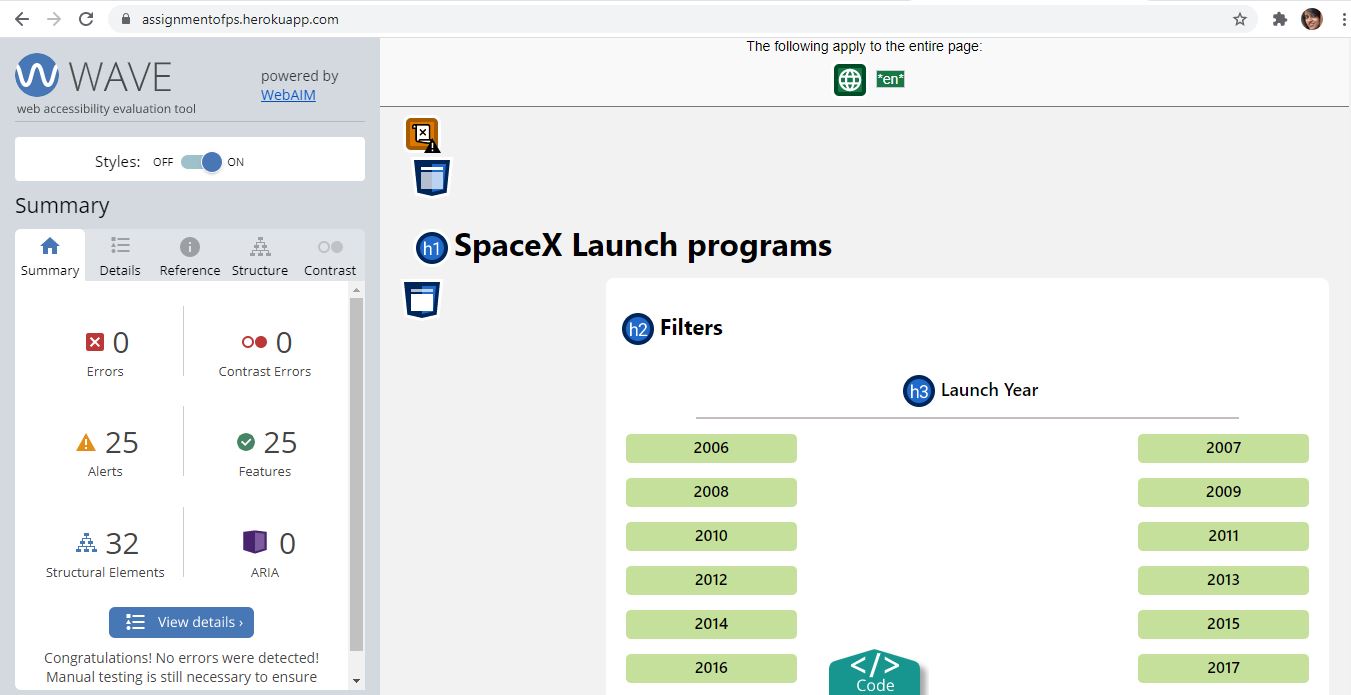 assignmentofps.herokuapp.com
WAVE
web accessibility evaluation tool
powered by
WebAIM
Styles: OFF ON
Summary
Summary Details Reference Structure Contrast
0
Errors
0
Contrast Errors
25
Alerts
25
Features
32
Structural Elements
0
ARIA
View details ›
Congratulations! No errors were detected!
Manual testing is still necessary to ensure
The following apply to the entire page:
*en*
h1 SpaceX Launch programs
h2 Filters
h3 Launch Year
2006 2007
2008 2009
2010 2011
2012 2013
2014 2015
2016 2017
</>
Code